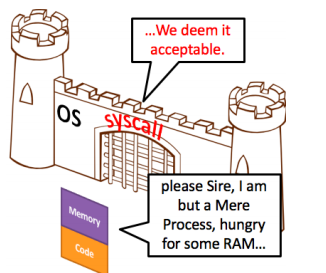 ...We deem it
acceptable.
OS
syscall
please Sire, I am
but a Mere
Process, hungry
for some RAM...
Memory
Code